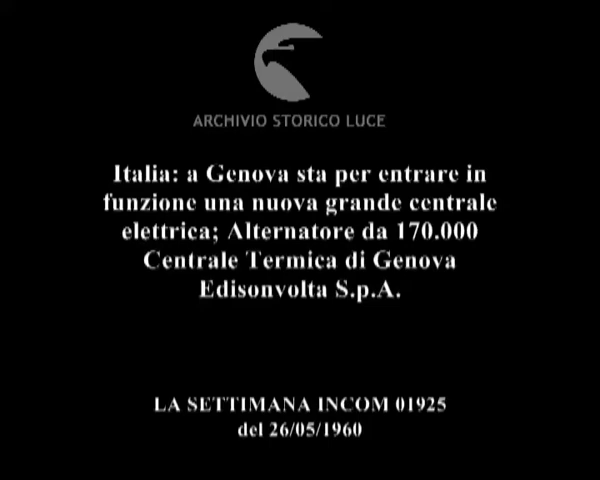 ARCHIVIO STORICO LUCE
Italia: a Genova sta per entrare in
funzione una nuova grande centrale
elettrica; Alternatore da 170.000
Centrale Termica di Genova
Edisonvolta S.p.A.
LA SETTIMANA INCOM 01925
del 26/05/1960